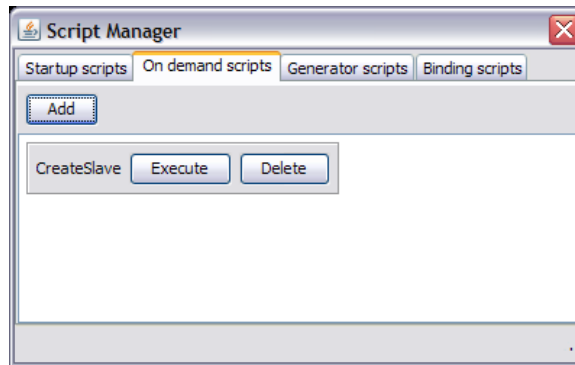 Script Manager
Startup scripts On demand scripts Generator scripts Binding scripts
Add
CreateSlave Execute Delete